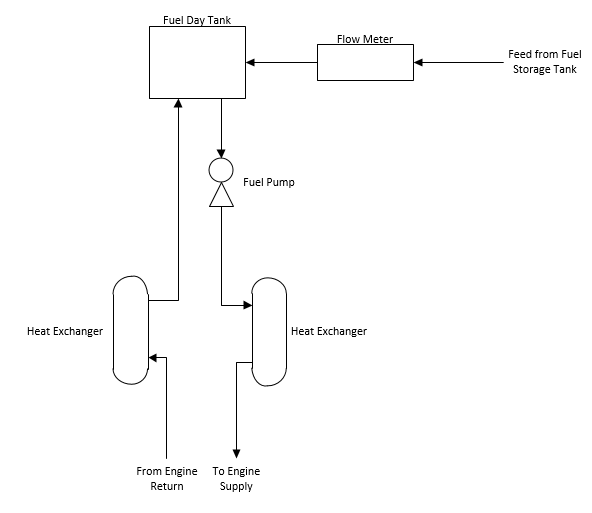 Fuel Day Tank
Flow Meter
Feed from Fuel
Storage Tank
Fuel Pump
Heat Exchanger
Heat Exchanger
From Engine
Return
To Engine
Supply